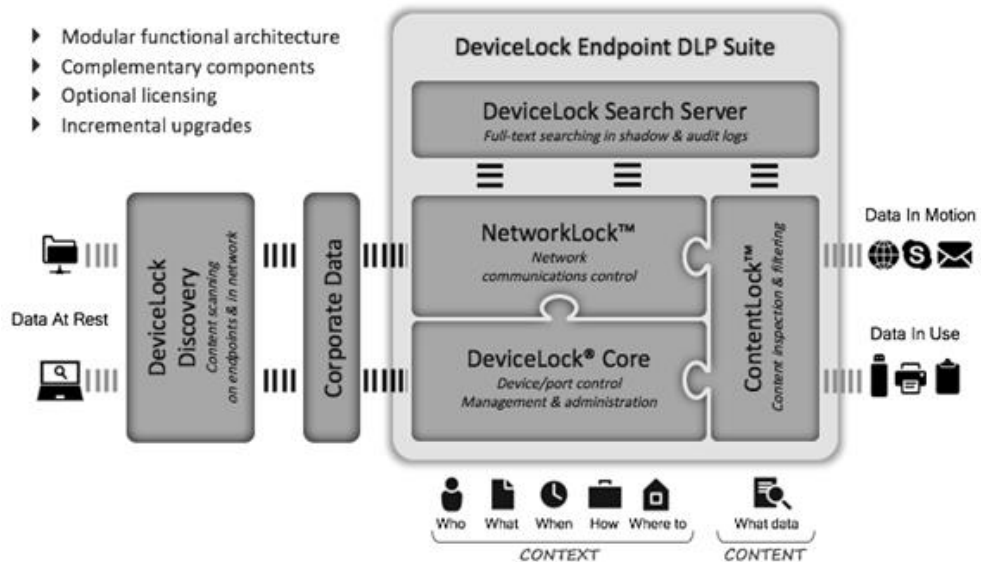 Modular functional architecture
Complementary components
Optional licensing
Incremental upgrades
DeviceLock Endpoint DLP Suite
DeviceLock Search Server
Full-text searching in shadow & audit logs
Data At Rest
DeviceLock
Discovery
Content scanning
on endpoints & in network
Corporate Data
NetworkLock™
Network
communications control
DeviceLock® Core
Device/port control
Management & administration
ContentLock™
Content inspection & filtering
Data In Motion
Data In Use
Who
What
When
How
Where to
What data
CONTEXT
CONTENT